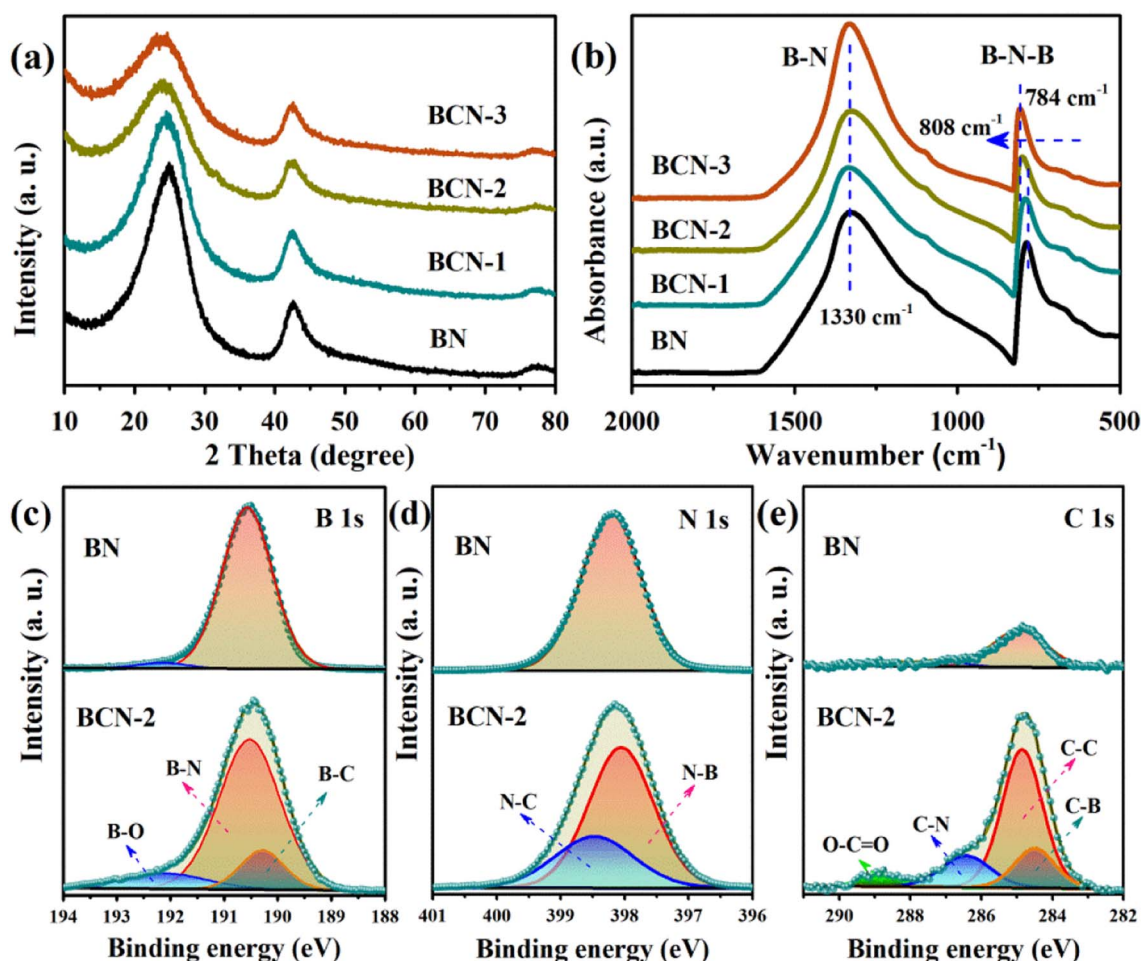 (a)
Intensity (a. u.)
BCN-3
BCN-2
BCN-1
BN
10 20 30 40 50 60 70 80
2 Theta (degree)
(b)
Absorbance (a.u.)
B-N
B-N-B
784 cm⁻¹
808 cm⁻¹
BCN-3
BCN-2
BCN-1
1330 cm⁻¹
BN
2000 1500 1000 500
Wavenumber (cm⁻¹)
(c)
B 1s
BN
Intensity (a. u.)
BCN-2
B-N
B-C
B-O
194 193 192 191 190 189 188
Binding energy (eV)
(d)
N 1s
BN
Intensity (a. u.)
BCN-2
N-C
N-B
401 400 399 398 397 396
Binding energy (eV)
(e)
C 1s
BN
Intensity (a. u.)
BCN-2
C-C
C-B
C-N
O-C=O
290 288 286 284 282
Binding energy (eV)